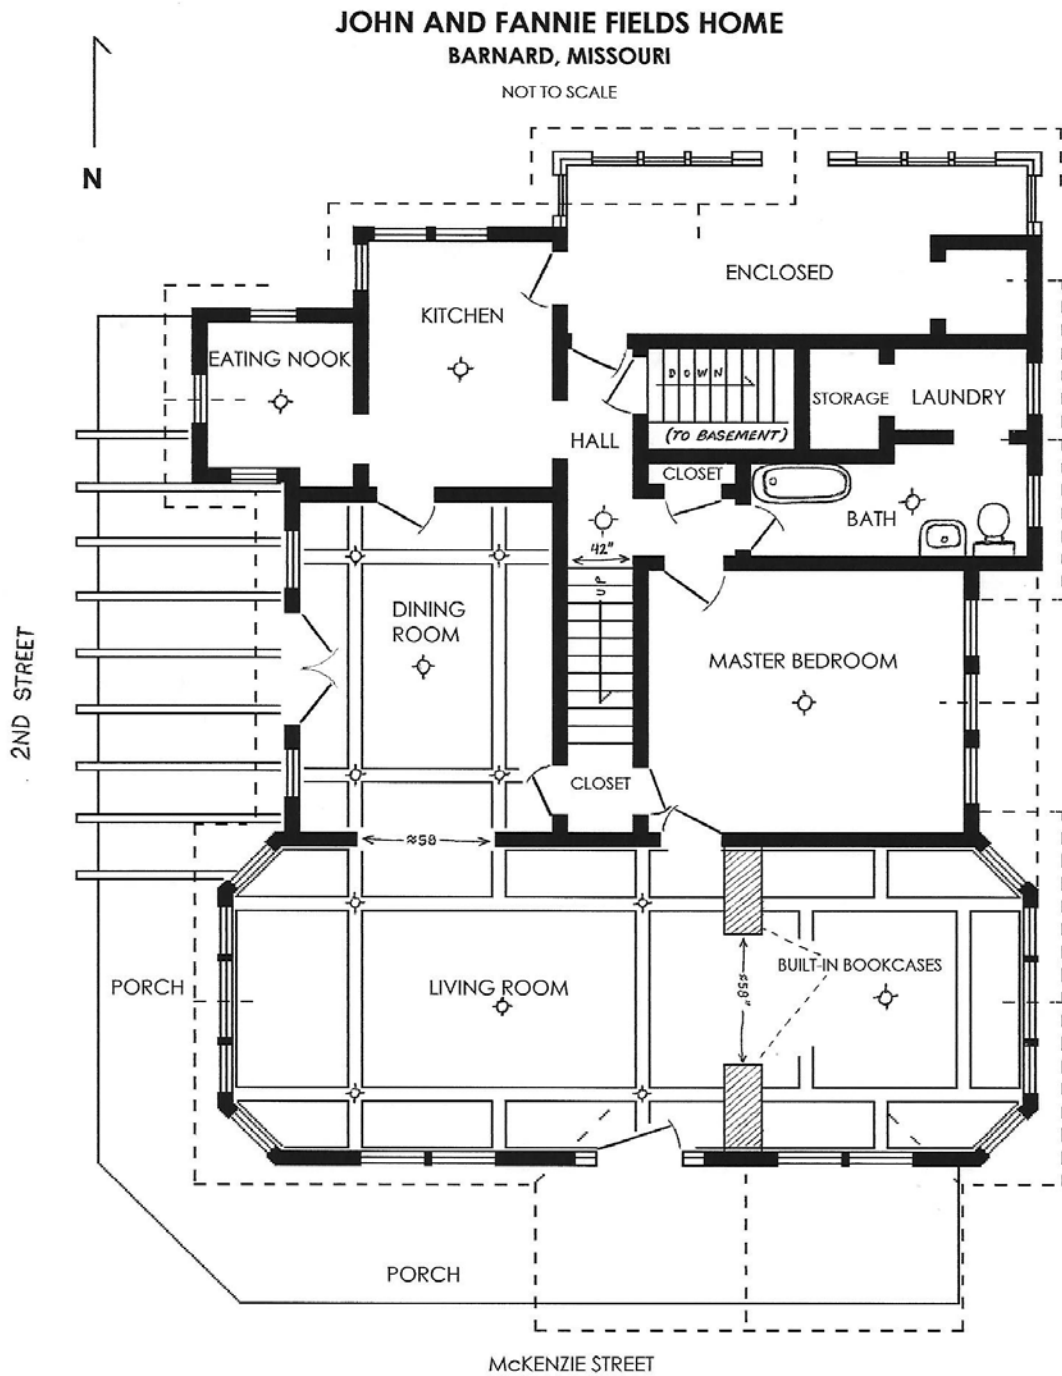 JOHN AND FANNIE FIELDS HOME
BARNARD, MISSOURI
NOT TO SCALE
N
ENCLOSED
KITCHEN
EATING NOOK
DOWN
STORAGE
LAUNDRY
(TO BASEMENT)
HALL
CLOSET
BATH
42"
UP
DINING
ROOM
MASTER BEDROOM
2ND STREET
CLOSET
≈58
BUILT-IN BOOKCASES
PORCH
LIVING ROOM
≈58"
PORCH
McKENZIE STREET